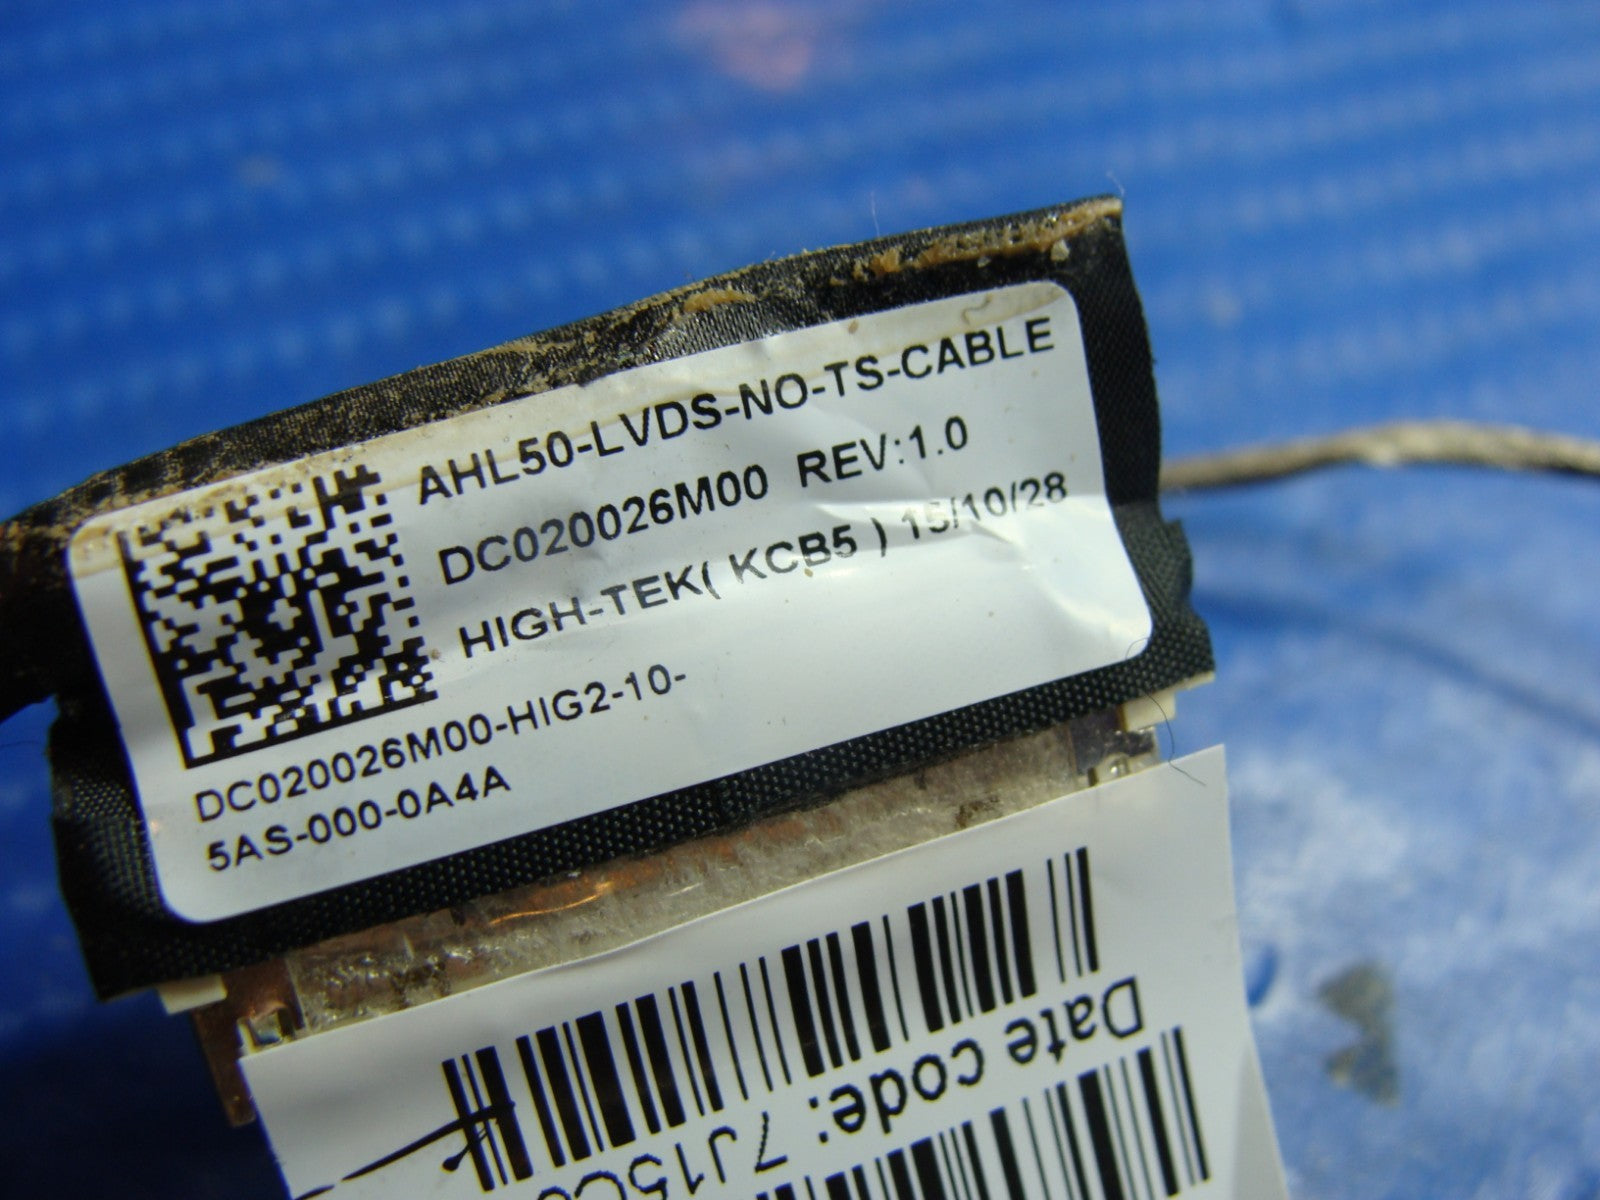 AHL50-LVDS-NO-TS-CABLE
DC020026M00 REV:1.0
HIGH-TEK( KCB5 ) 15/10/28
DC020026M00-HIG2-10-
5AS-000-0A4A
Date code: 7J15C